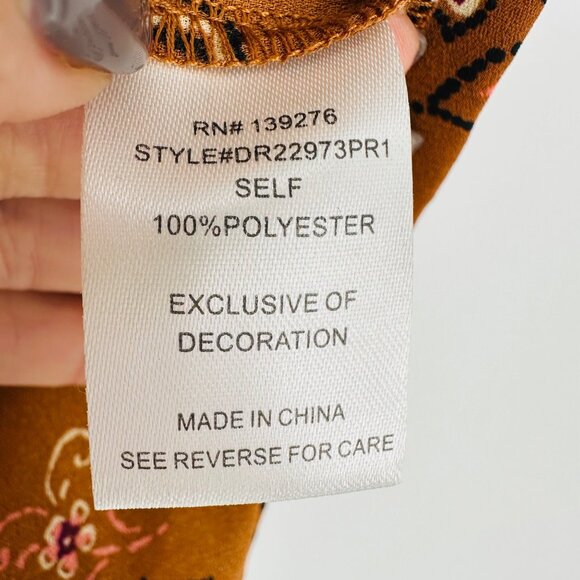 RN# 139276
STYLE#DR22973PR1
SELF
100%POLYESTER
EXCLUSIVE OF
DECORATION
MADE IN CHINA
SEE REVERSE FOR CARE